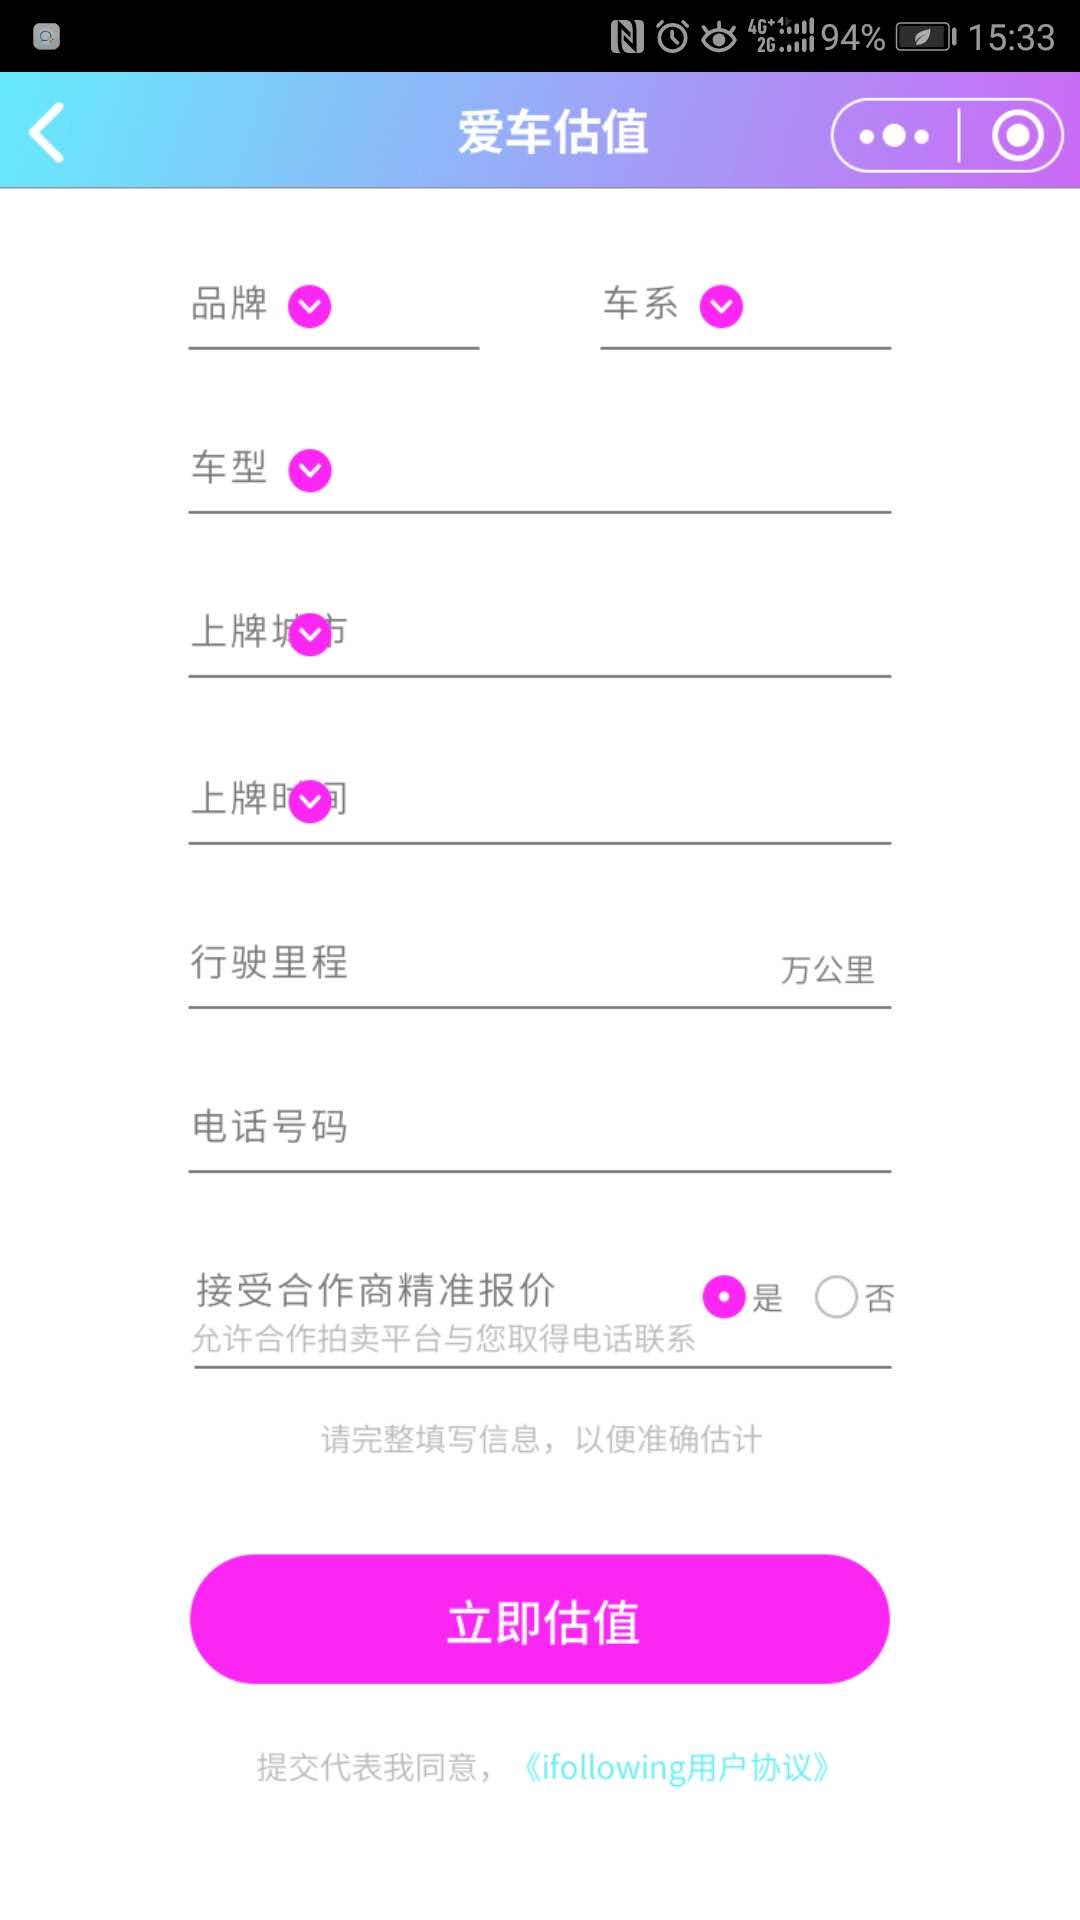 4G+ 2G 94% 15:33
爱车估值
品牌 车系
车型
上牌城市
上牌时间
行驶里程 万公里
电话号码
接受合作商精准报价 是 否
允许合作拍卖平台与您取得电话联系
请完整填写信息，以便准确估计
立即估值
提交代表我同意，《ifollowing用户协议》